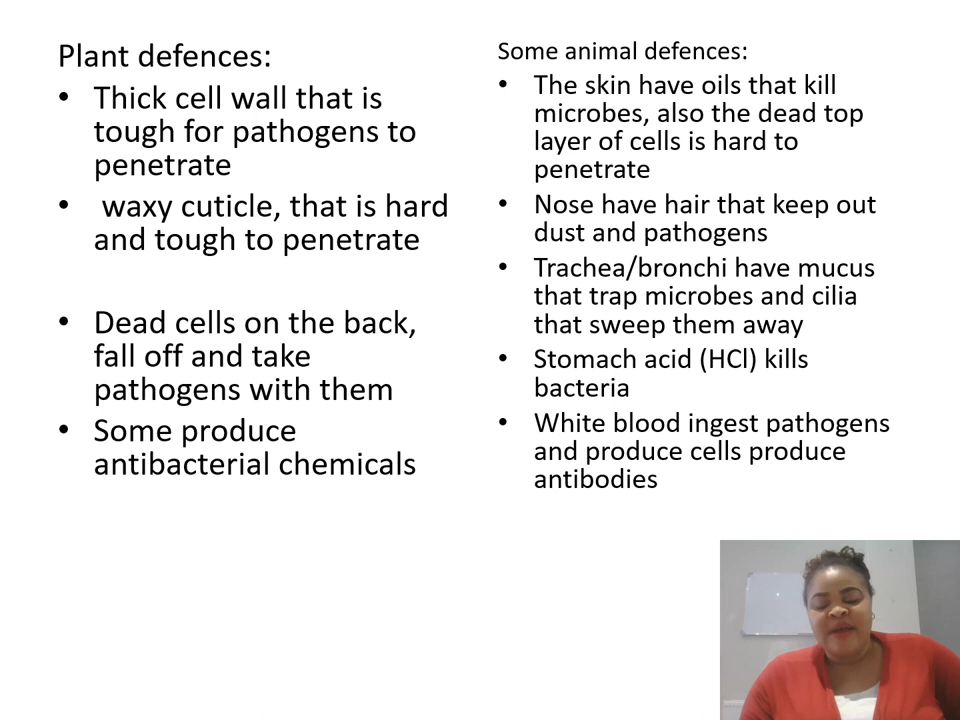 Plant defences:
• Thick cell wall that is
tough for pathogens to
penetrate
• waxy cuticle, that is hard
and tough to penetrate
• Dead cells on the back,
fall off and take
pathogens with them
• Some produce
antibacterial chemicals
Some animal defences:
• The skin have oils that kill
microbes, also the dead top
layer of cells is hard to
penetrate
• Nose have hair that keep out
dust and pathogens
• Trachea/bronchi have mucus
that trap microbes and cilia
that sweep them away
• Stomach acid (HCl) kills
bacteria
• White blood ingest pathogens
and produce cells produce
antibodies